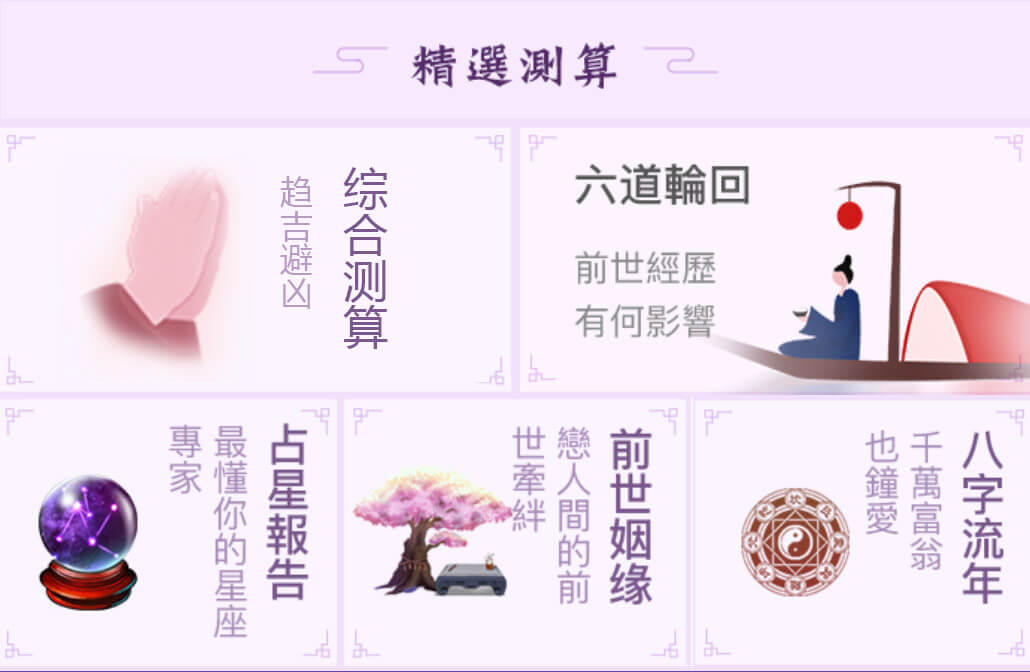 精選測算
综合测算
趋吉避凶
六道輪回
前世經歷
有何影響
占星報告
最懂你的星座
專家
前世姻缘
戀人間的前
世牽絆
八字流年
千萬富翁
也鐘愛